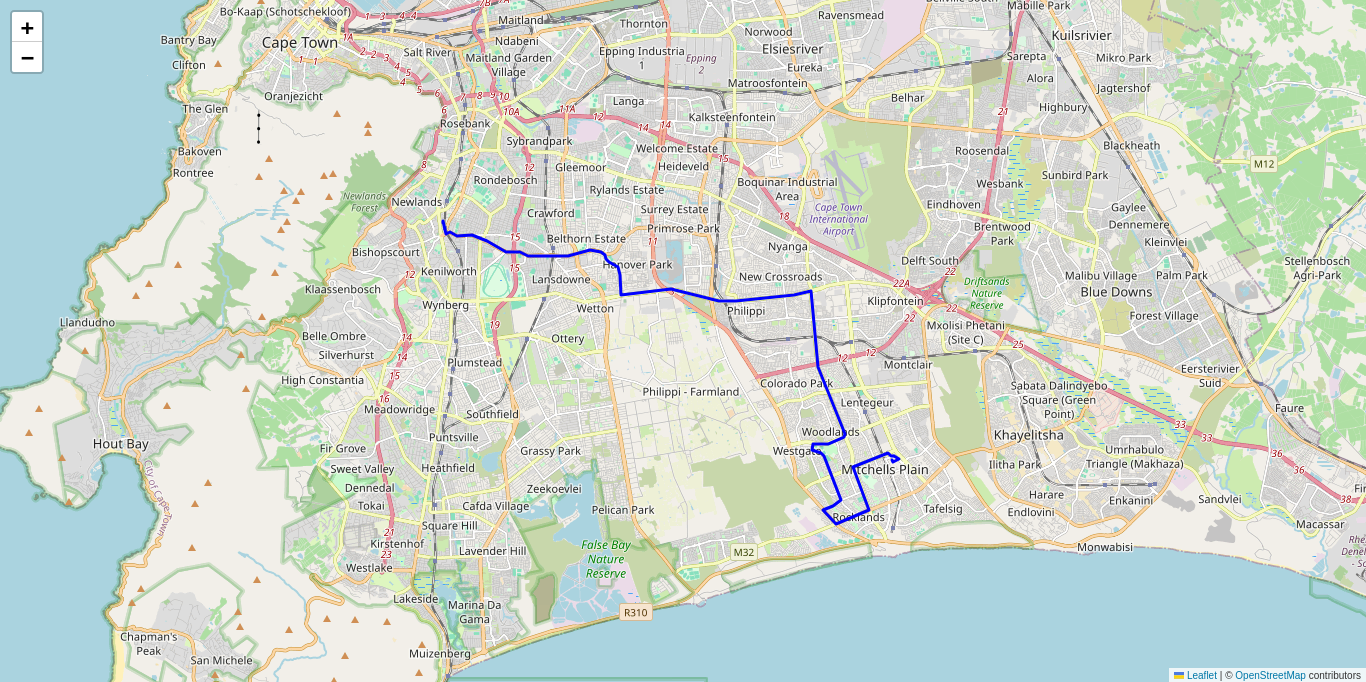 +
−
Bo-Kaap (Schotschekloof)
Maitland
Thornton
Ravensmead
Mabille Park
Bantry Bay
Cape Town
Ndabeni
Norwood
Kuilsrivier
Clifton
Salt River
Maitland Garden
Village
Epping Industria
1
Epping
2
Elsiesriver
Eureka
Sarepta
Mikro Park
Oranjezicht
Matroosfontein
Alora
Jagtershof
The Glen
Langa
Belhar
Highbury
Rosebank
Kalksteenfontein
Bakoven
Sybrandpark
Welcome Estate
Roosendal
Blackheath
Rontree
Gleemoor
Heideveld
M12
Rondebosch
Rylands Estate
Boquinar Industrial
Area
Wesbank
Sunbird Park
Newlands
Forest
Newlands
Crawford
Surrey Estate
Cape Town
International
Airport
Eindhoven
Gaylee
Primrose Park
Brentwood
Park
Dennemere
Bishopscourt
Belthorn Estate
Nyanga
Kleinvlei
Kenilworth
Hanover Park
Delft South
Stellenbosch
Agri-Park
Klaassenbosch
Lansdowne
New Crossroads
Malibu Village
Palm Park
Blue Downs
Driftsands
Nature
Reserve
Wynberg
Wetton
Philippi
Klipfontein
Forest Village
Llandudno
Belle Ombre
Ottery
Mxolisi Phetani
(Site C)
Silverhurst
Plumstead
Montclair
Eersterivier
Suid
High Constantia
Philippi - Farmland
Colorado Park
Sabata Dalindyebo
Square (Green
Point)
Meadowridge
Southfield
Lentegeur
Faure
Hout Bay
Puntsville
Woodlands
Khayelitsha
Fir Grove
Grassy Park
Westgate
Umrhabulo
Triangle (Makhaza)
Sweet Valley
Heathfield
Mitchells Plain
Ilitha Park
City of Cape Town
Dennedal
Zeekoevlei
Harare
Enkanini
Sandvlei
Tokai
Cafda Village
Pelican Park
Rocklands
Tafelsig
Endlovini
Macassar
Square Hill
Kirstenhof
Lavender Hill
False Bay
Nature
Reserve
M32
Monwabisi
Westlake
Lakeside
Marina Da
Gama
R310
Chapman's
Peak
Muizenberg
San Michele
Leaflet | © OpenStreetMap contributors